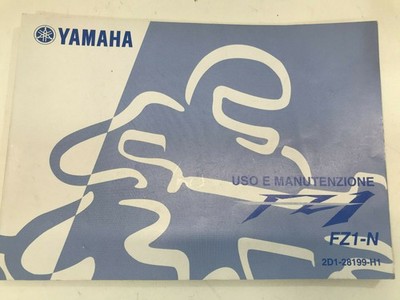 YAMAHA
USO E MANUTENZIONE
FZ1
FZ1-N
2D1-28199-H1